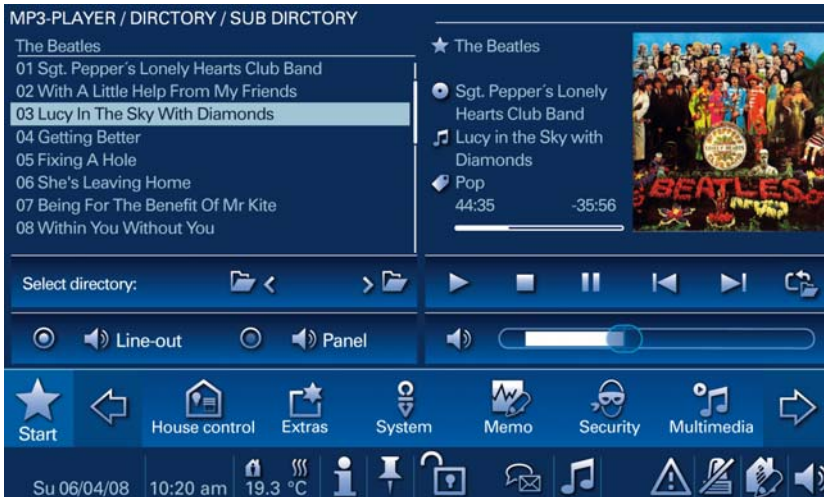 MP3-PLAYER / DIRCTORY / SUB DIRCTORY
The Beatles
01 Sgt. Pepper´s Lonely Hearts Club Band
02 With A Little Help From My Friends
03 Lucy In The Sky With Diamonds
04 Getting Better
05 Fixing A Hole
06 She's Leaving Home
07 Being For The Benefit Of Mr Kite
08 Within You Without You
The Beatles
Sgt. Pepper´s Lonely
Hearts Club Band
Lucy in the Sky with
Diamonds
Pop
44:35 -35:56
BEATLES
Select directory:
Line-out Panel
Start House control Extras System Memo Security Multimedia
Su 06/04/08 10:20 am 19.3 °C